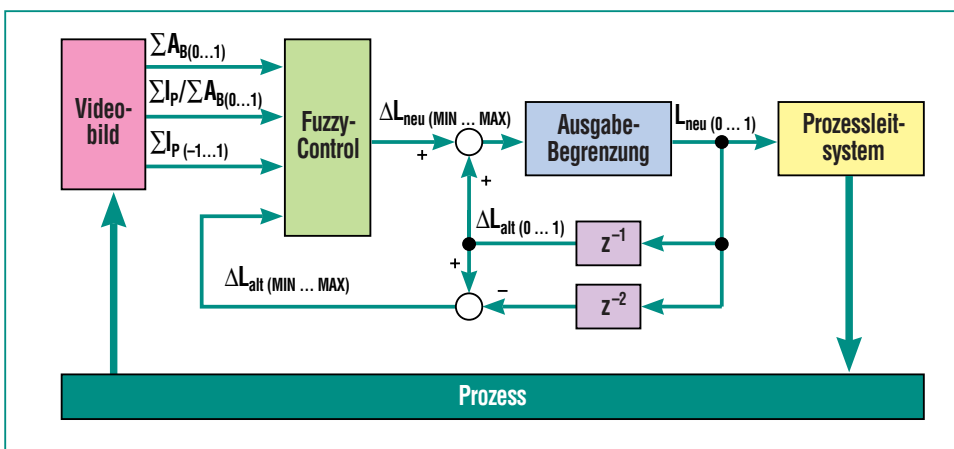 ΣA_B(0...1)
ΣI_P/ΣA_B(0...1)
ΣI_P (–1...1)
Video-
bild
Fuzzy-
Control
ΔL_neu (MIN ... MAX)
+
+
Ausgabe-
Begrenzung
L_neu (0 ... 1)
Prozessleit-
system
ΔL_alt (0 ... 1)
z^–1
+
ΔL_alt (MIN ... MAX)
–
z^–2
Prozess